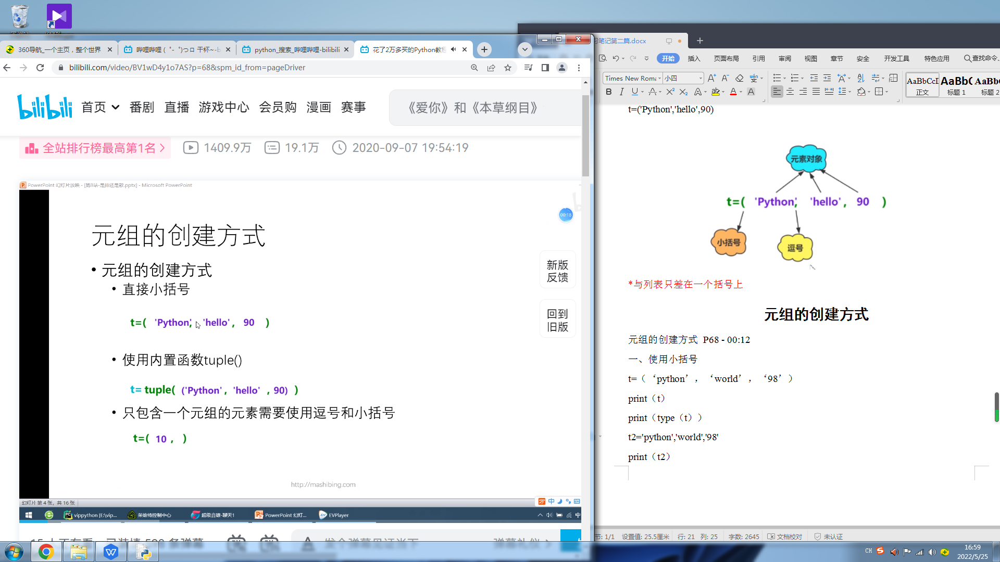 360导航_一个主页，整个世界
哔哩哔哩 (゜-゜)つロ 干杯~-b
python_搜索_哔哩哔哩-bilibili
花了2万多买的Python教程
bilibili.com/video/BV1wD4y1o7AS?p=68&spm_id_from=pageDriver
bilibili
首页
番剧
直播
游戏中心
会员购
漫画
赛事
《爱你》和《本草纲目》
全站排行榜最高第1名 >
1409.9万
19.1万
2020-09-07 19:54:19
PowerPoint 幻灯片放映 - [第8站-是排还是散.pptx] - Microsoft PowerPoint
00:18
元组的创建方式
• 元组的创建方式
• 直接小括号
t=( 'Python', 'hello', 90 )
• 使用内置函数tuple()
t= tuple( ('Python', 'hello' , 90) )
• 只包含一个元组的元素需要使用逗号和小括号
t=( 10 , )
http://mashibing.com
新版
反馈
回到
旧版
幻灯片 第 4 张，共 16 张
中
vippython [E:\vip...
莱维特控制中心
超级音雄-聊天1
PowerPoint 幻灯...
EVPlayer
中
笔记第二篇.docx
开始
插入
页面布局
引用
审阅
视图
章节
安全
开发工具
特色应用
查找命令
Times New Roma
小四
AaBbCcD
正文
AaBb(
标题 1
AaBb
标题 2
t=('Python','hello',90)
元素对象
t=( 'Python', 'hello', 90 )
小括号
逗号
*与列表只差在一个括号上
元组的创建方式
元组的创建方式 P68 - 00:12
一、使用小括号
t=（‘python’，‘world’，‘98’）
print（t）
print（type（t））
t2='python','world','98'
print（t2）
节: 1/1
设置值: 25.5厘米
行: 21
列: 25
字数: 2645
文档校对
未认证
CH
16:59
2022/5/25